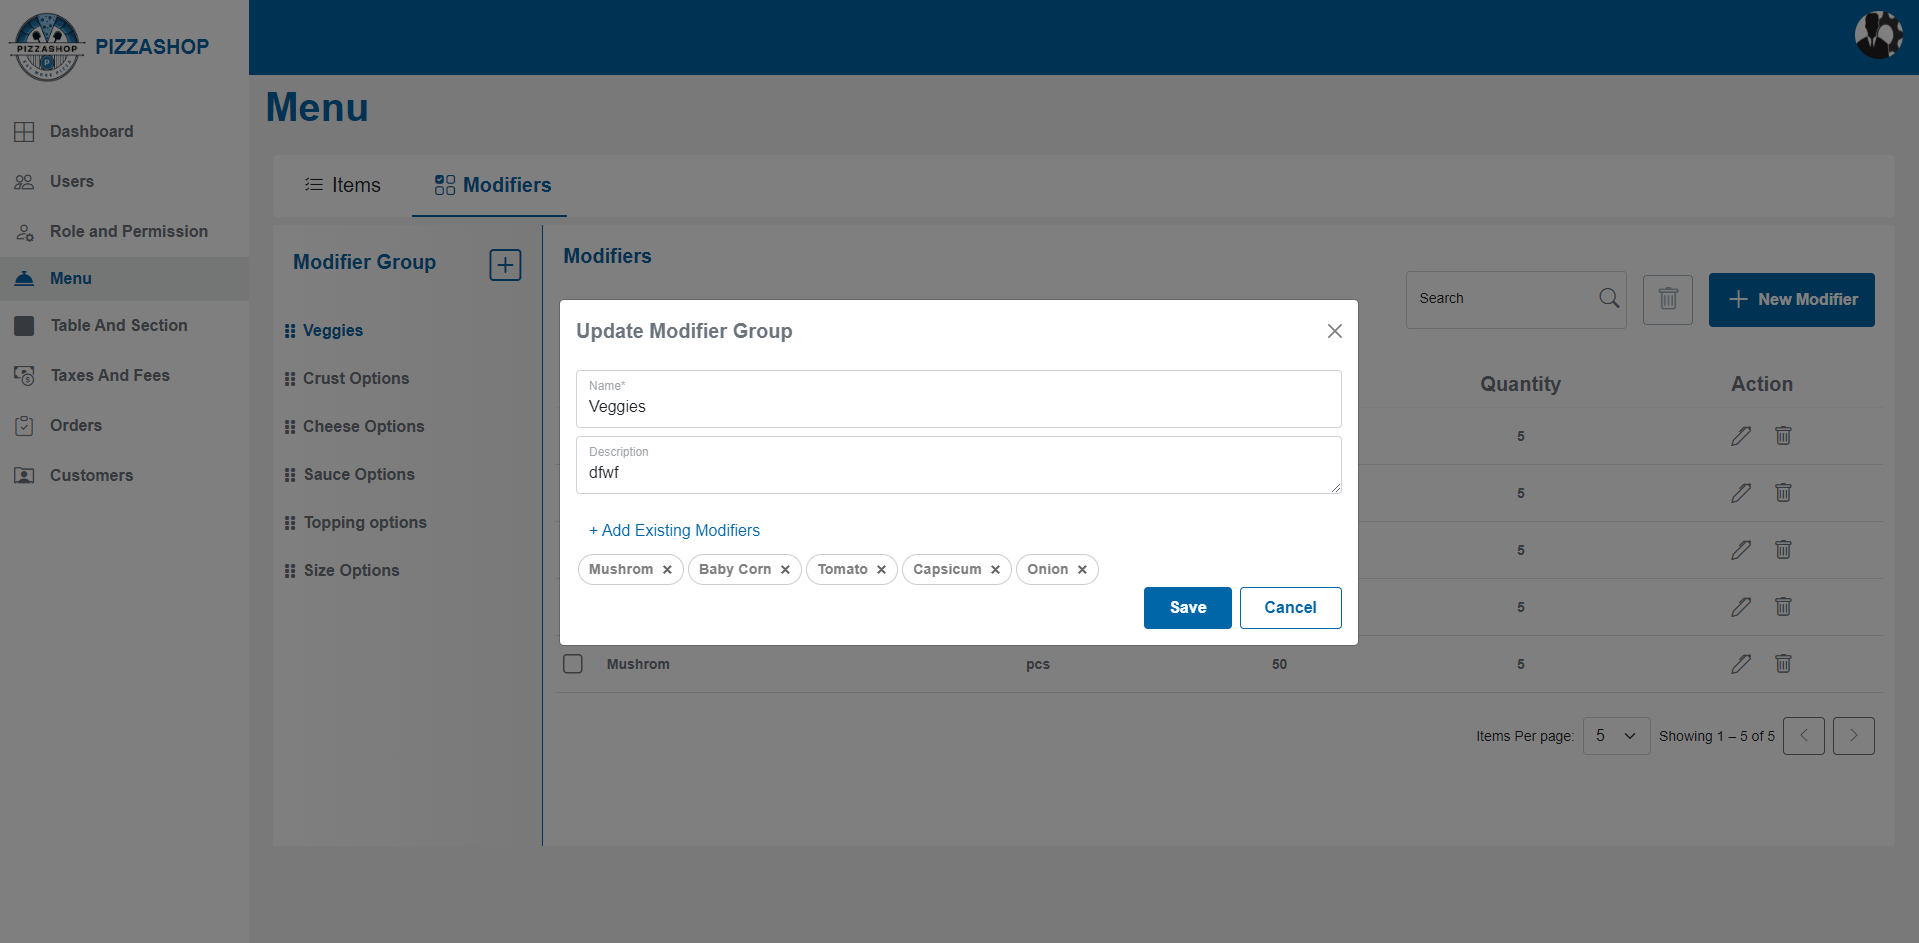 PIZZASHOP
PIZZASHOP
Dashboard
Users
Role and Permission
Menu
Table And Section
Taxes And Fees
Orders
Customers
Menu
Items
Modifiers
Modifier Group
Veggies
Crust Options
Cheese Options
Sauce Options
Topping options
Size Options
Modifiers
Search
New Modifier
Quantity Action
5
5
5
5
Update Modifier Group
Name*
Veggies
Description
dfwf
+ Add Existing Modifiers
Mushrom × Baby Corn × Tomato × Capsicum × Onion ×
Save Cancel
Mushrom pcs 50 5
Items Per page: 5 Showing 1 – 5 of 5